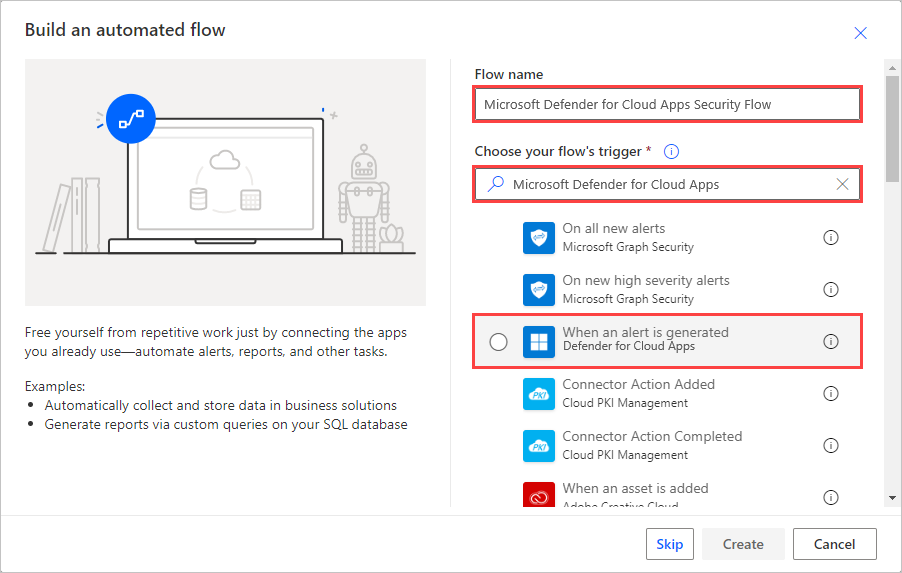 Build an automated flow
Free yourself from repetitive work just by connecting the apps
you already use—automate alerts, reports, and other tasks.
Examples:
• Automatically collect and store data in business solutions
• Generate reports via custom queries on your SQL database
Flow name
Microsoft Defender for Cloud Apps Security Flow
Choose your flow's trigger *
Microsoft Defender for Cloud Apps
On all new alerts
Microsoft Graph Security
On new high severity alerts
Microsoft Graph Security
When an alert is generated
Defender for Cloud Apps
PKI
Connector Action Added
Cloud PKI Management
PKI
Connector Action Completed
Cloud PKI Management
When an asset is added
Adobe Creative Cloud
Skip
Create
Cancel